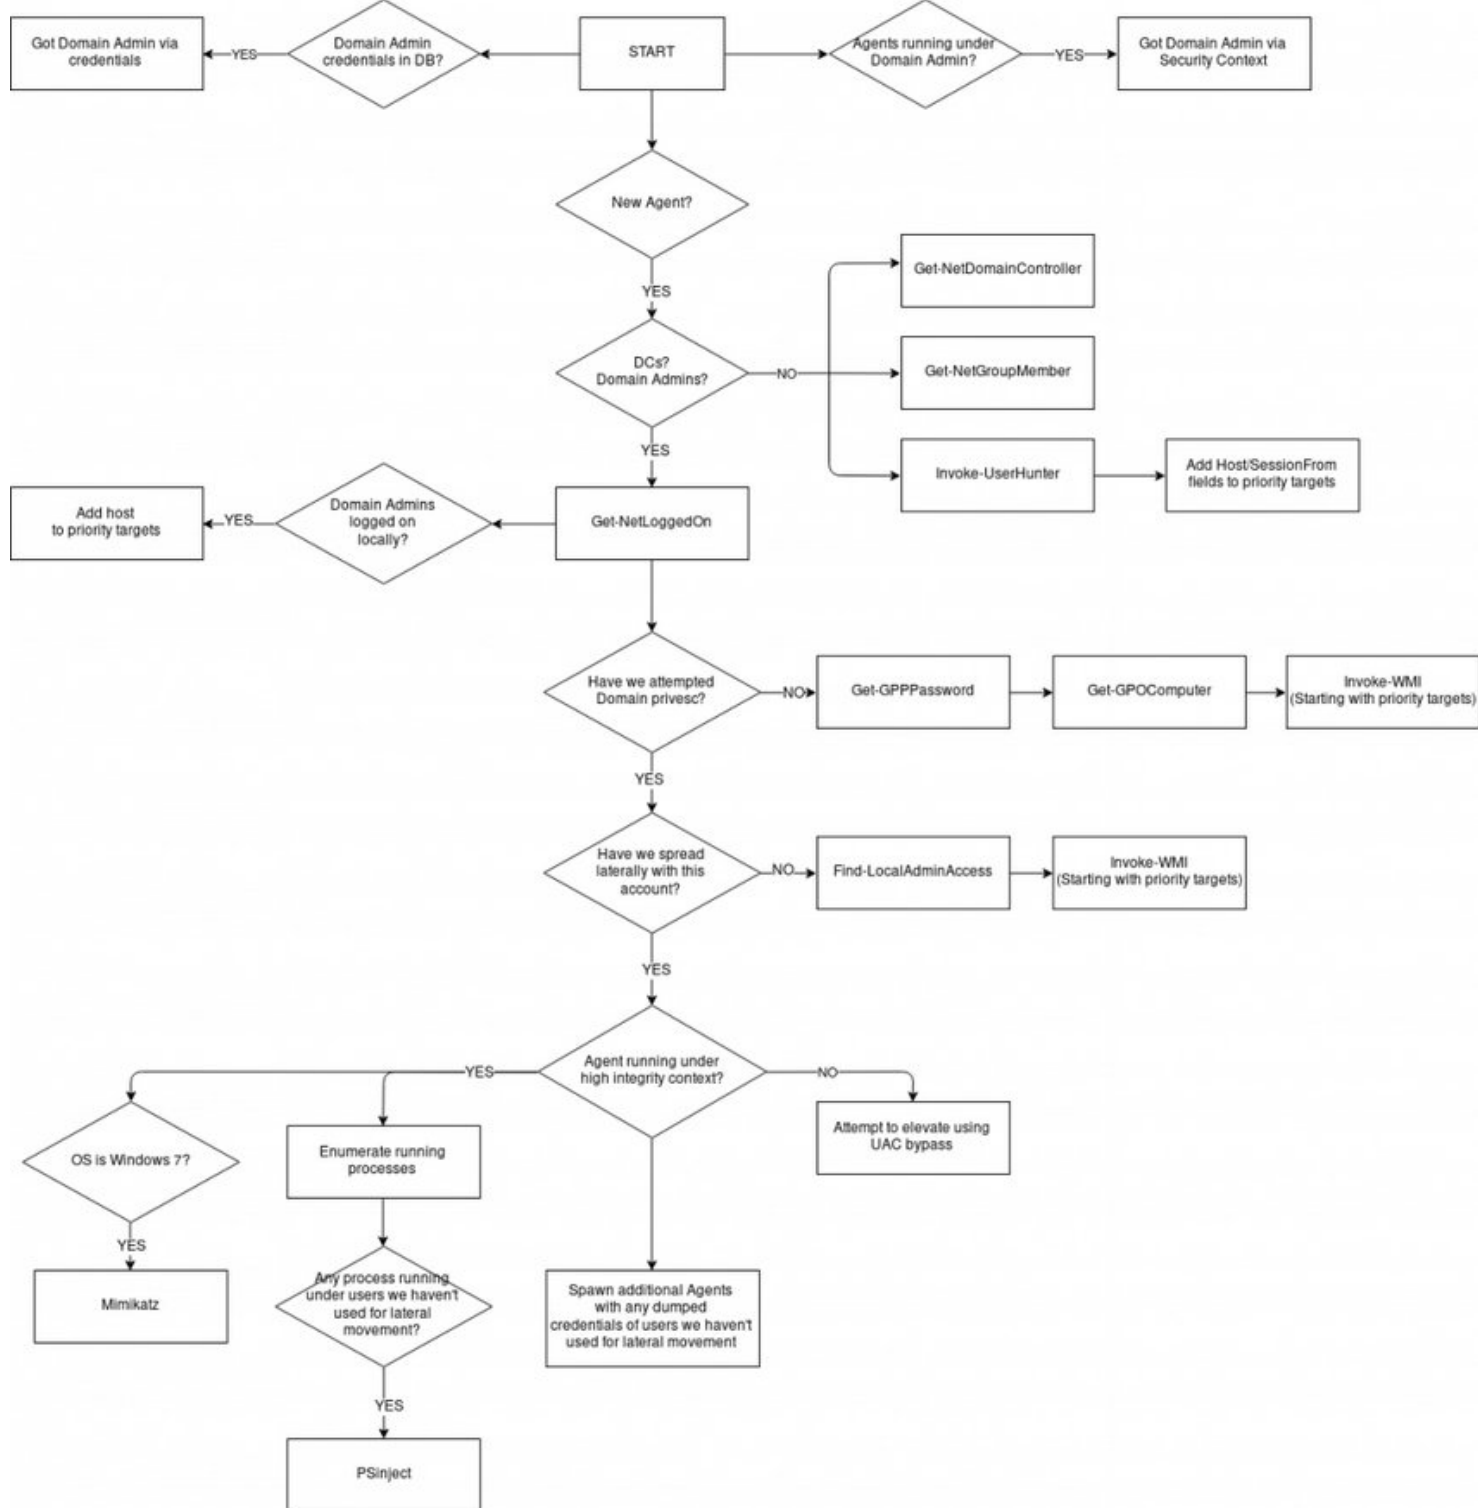 Got Domain Admin via
credentials
YES
Domain Admin
credentials in DB?
START
Agents running under
Domain Admin?
YES
Got Domain Admin via
Security Context
New Agent?
YES
Get-NetDomainController
DCs?
Domain Admins?
NO
Get-NetGroupMember
YES
Invoke-UserHunter
Add Host/SessionFrom
fields to priority targets
Add host
to priority targets
YES
Domain Admins
logged on
locally?
Get-NetLoggedOn
Have we attempted
Domain privesc?
NO
Get-GPPPassword
Get-GPOComputer
Invoke-WMI
(Starting with priority targets)
YES
Have we spread
laterally with this
account?
NO
Find-LocalAdminAccess
Invoke-WMI
(Starting with priority targets)
YES
Agent running under
high integrity context?
YES
NO
Attempt to elevate using
UAC bypass
OS is Windows 7?
Enumerate running
processes
YES
Mimikatz
Any process running
under users we haven't
used for lateral
movement?
Spawn additional Agents
with any dumped
credentials of users we haven't
used for lateral movement
YES
PSinject